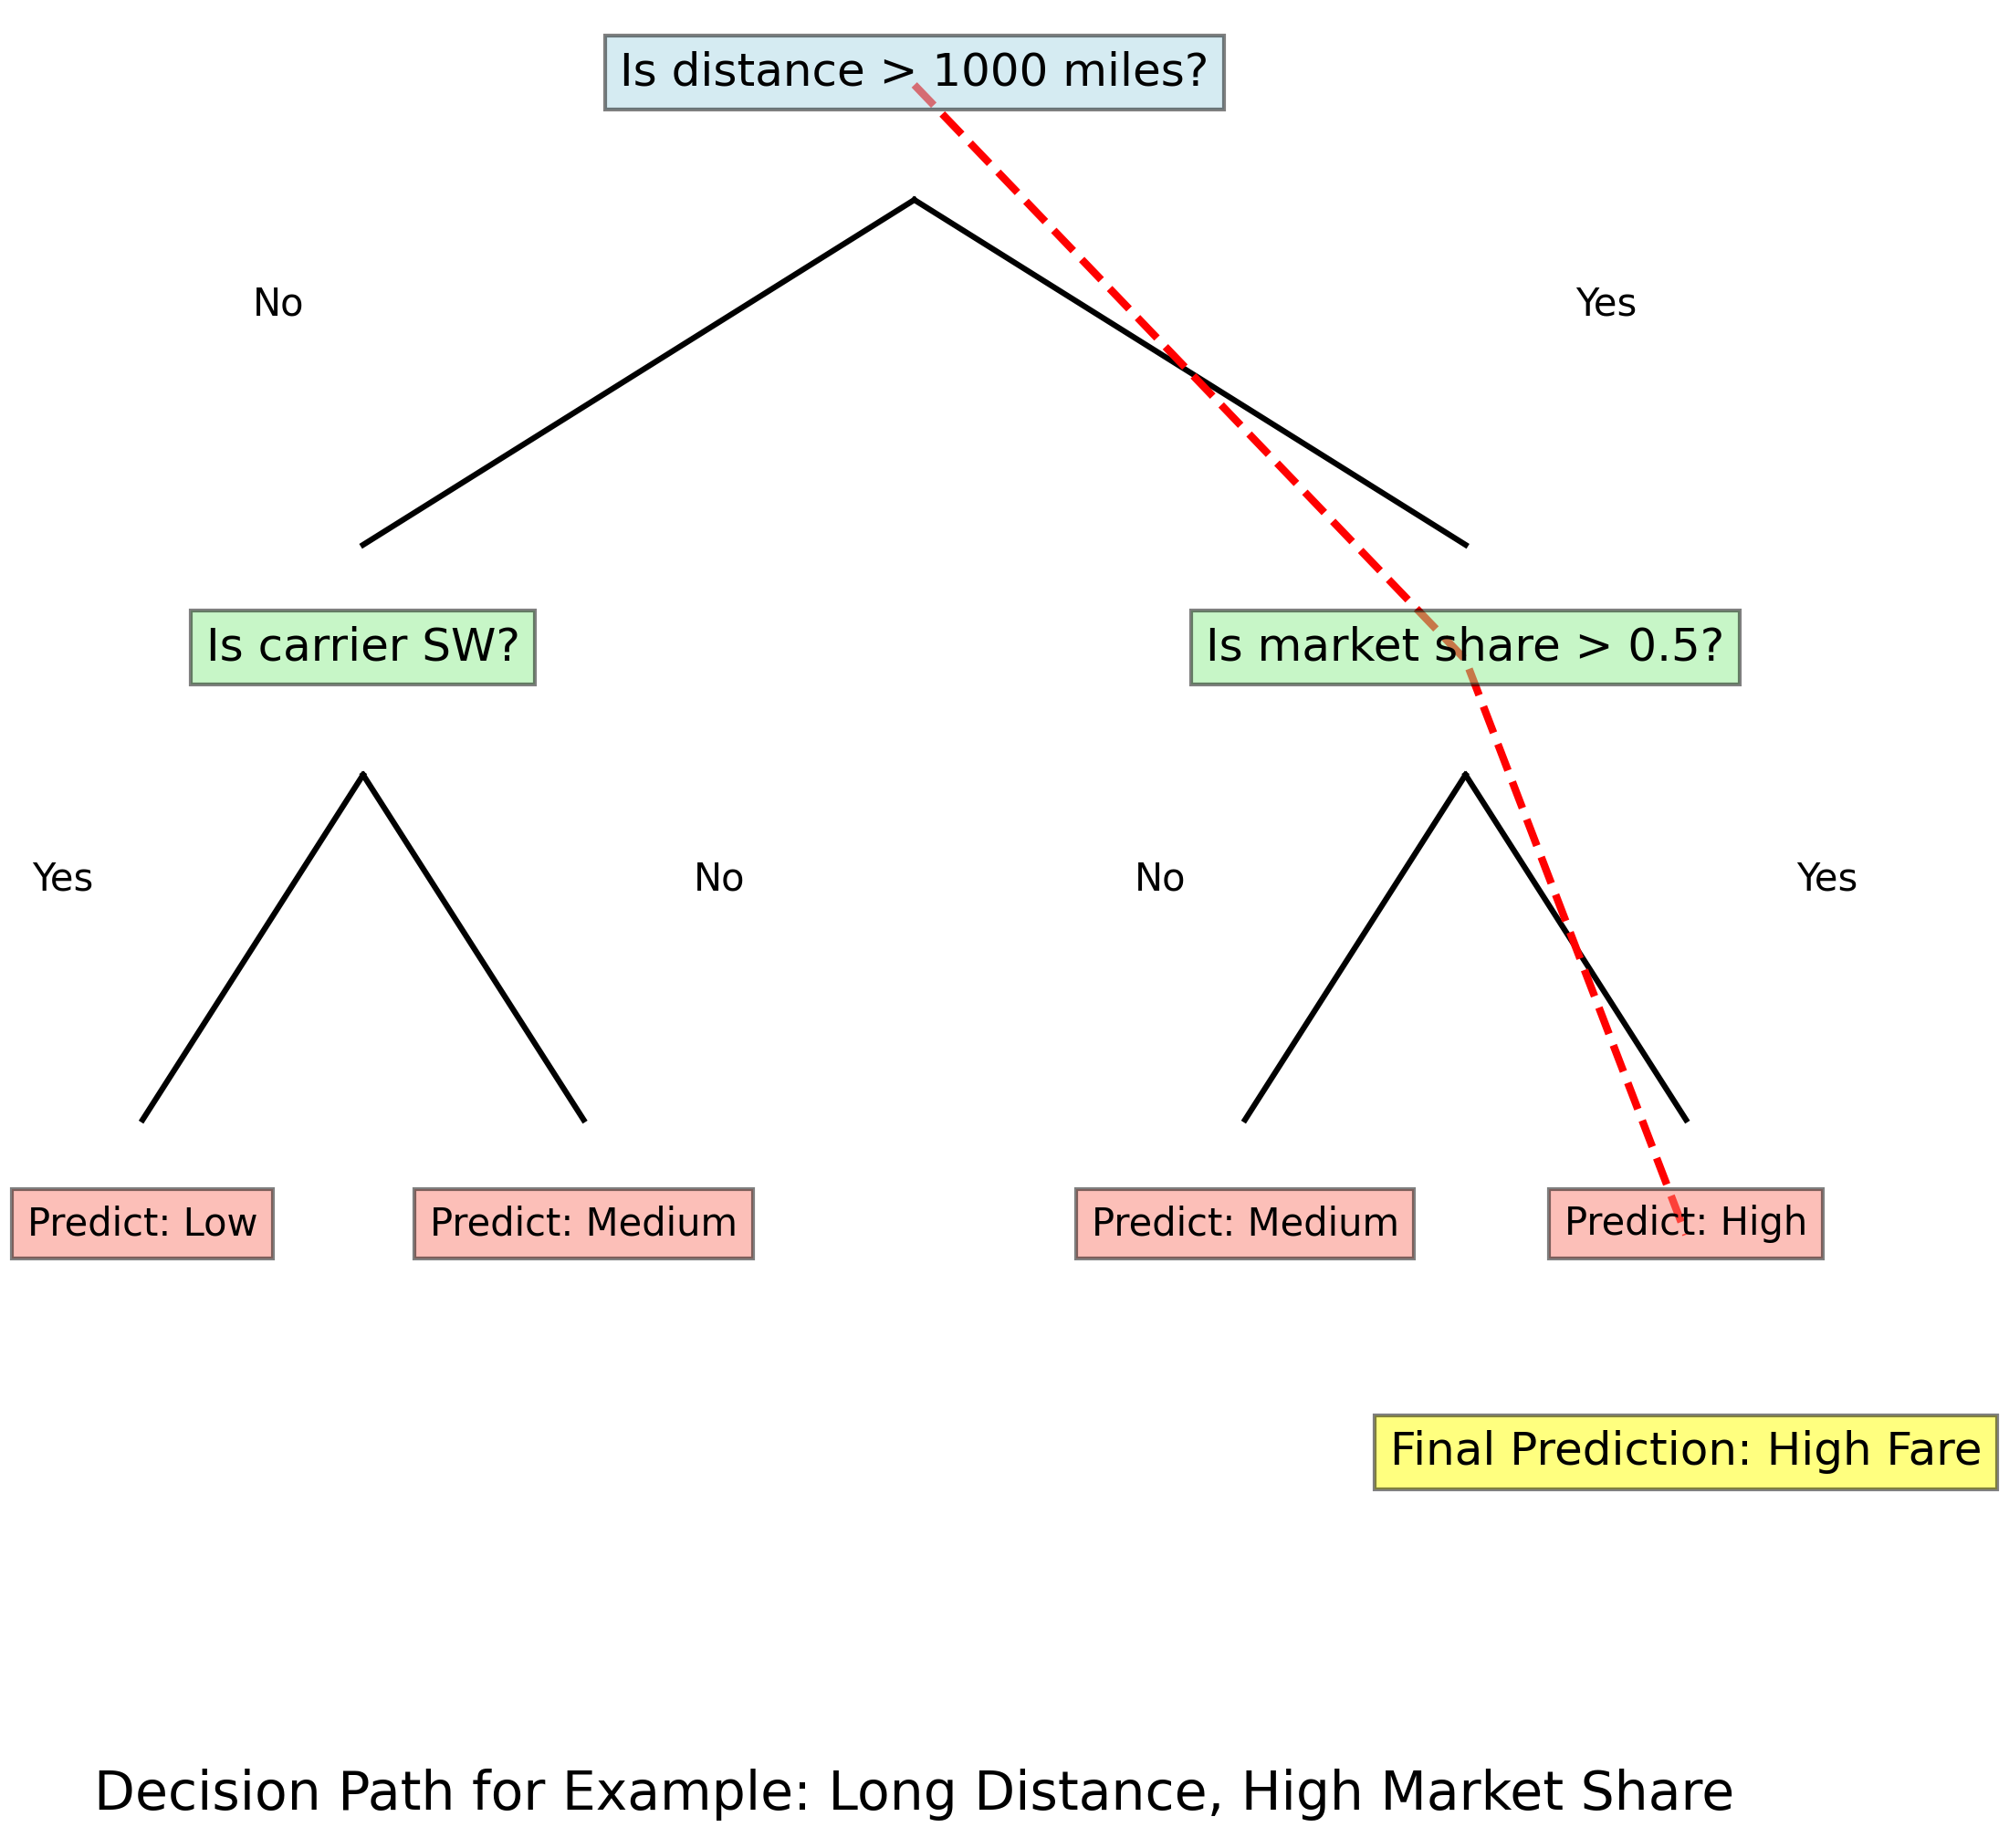 Is distance > 1000 miles?
No
Yes
Is carrier SW?
Is market share > 0.5?
Yes
No
No
Yes
Predict: Low
Predict: Medium
Predict: Medium
Predict: High
Final Prediction: High Fare
Decision Path for Example: Long Distance, High Market Share